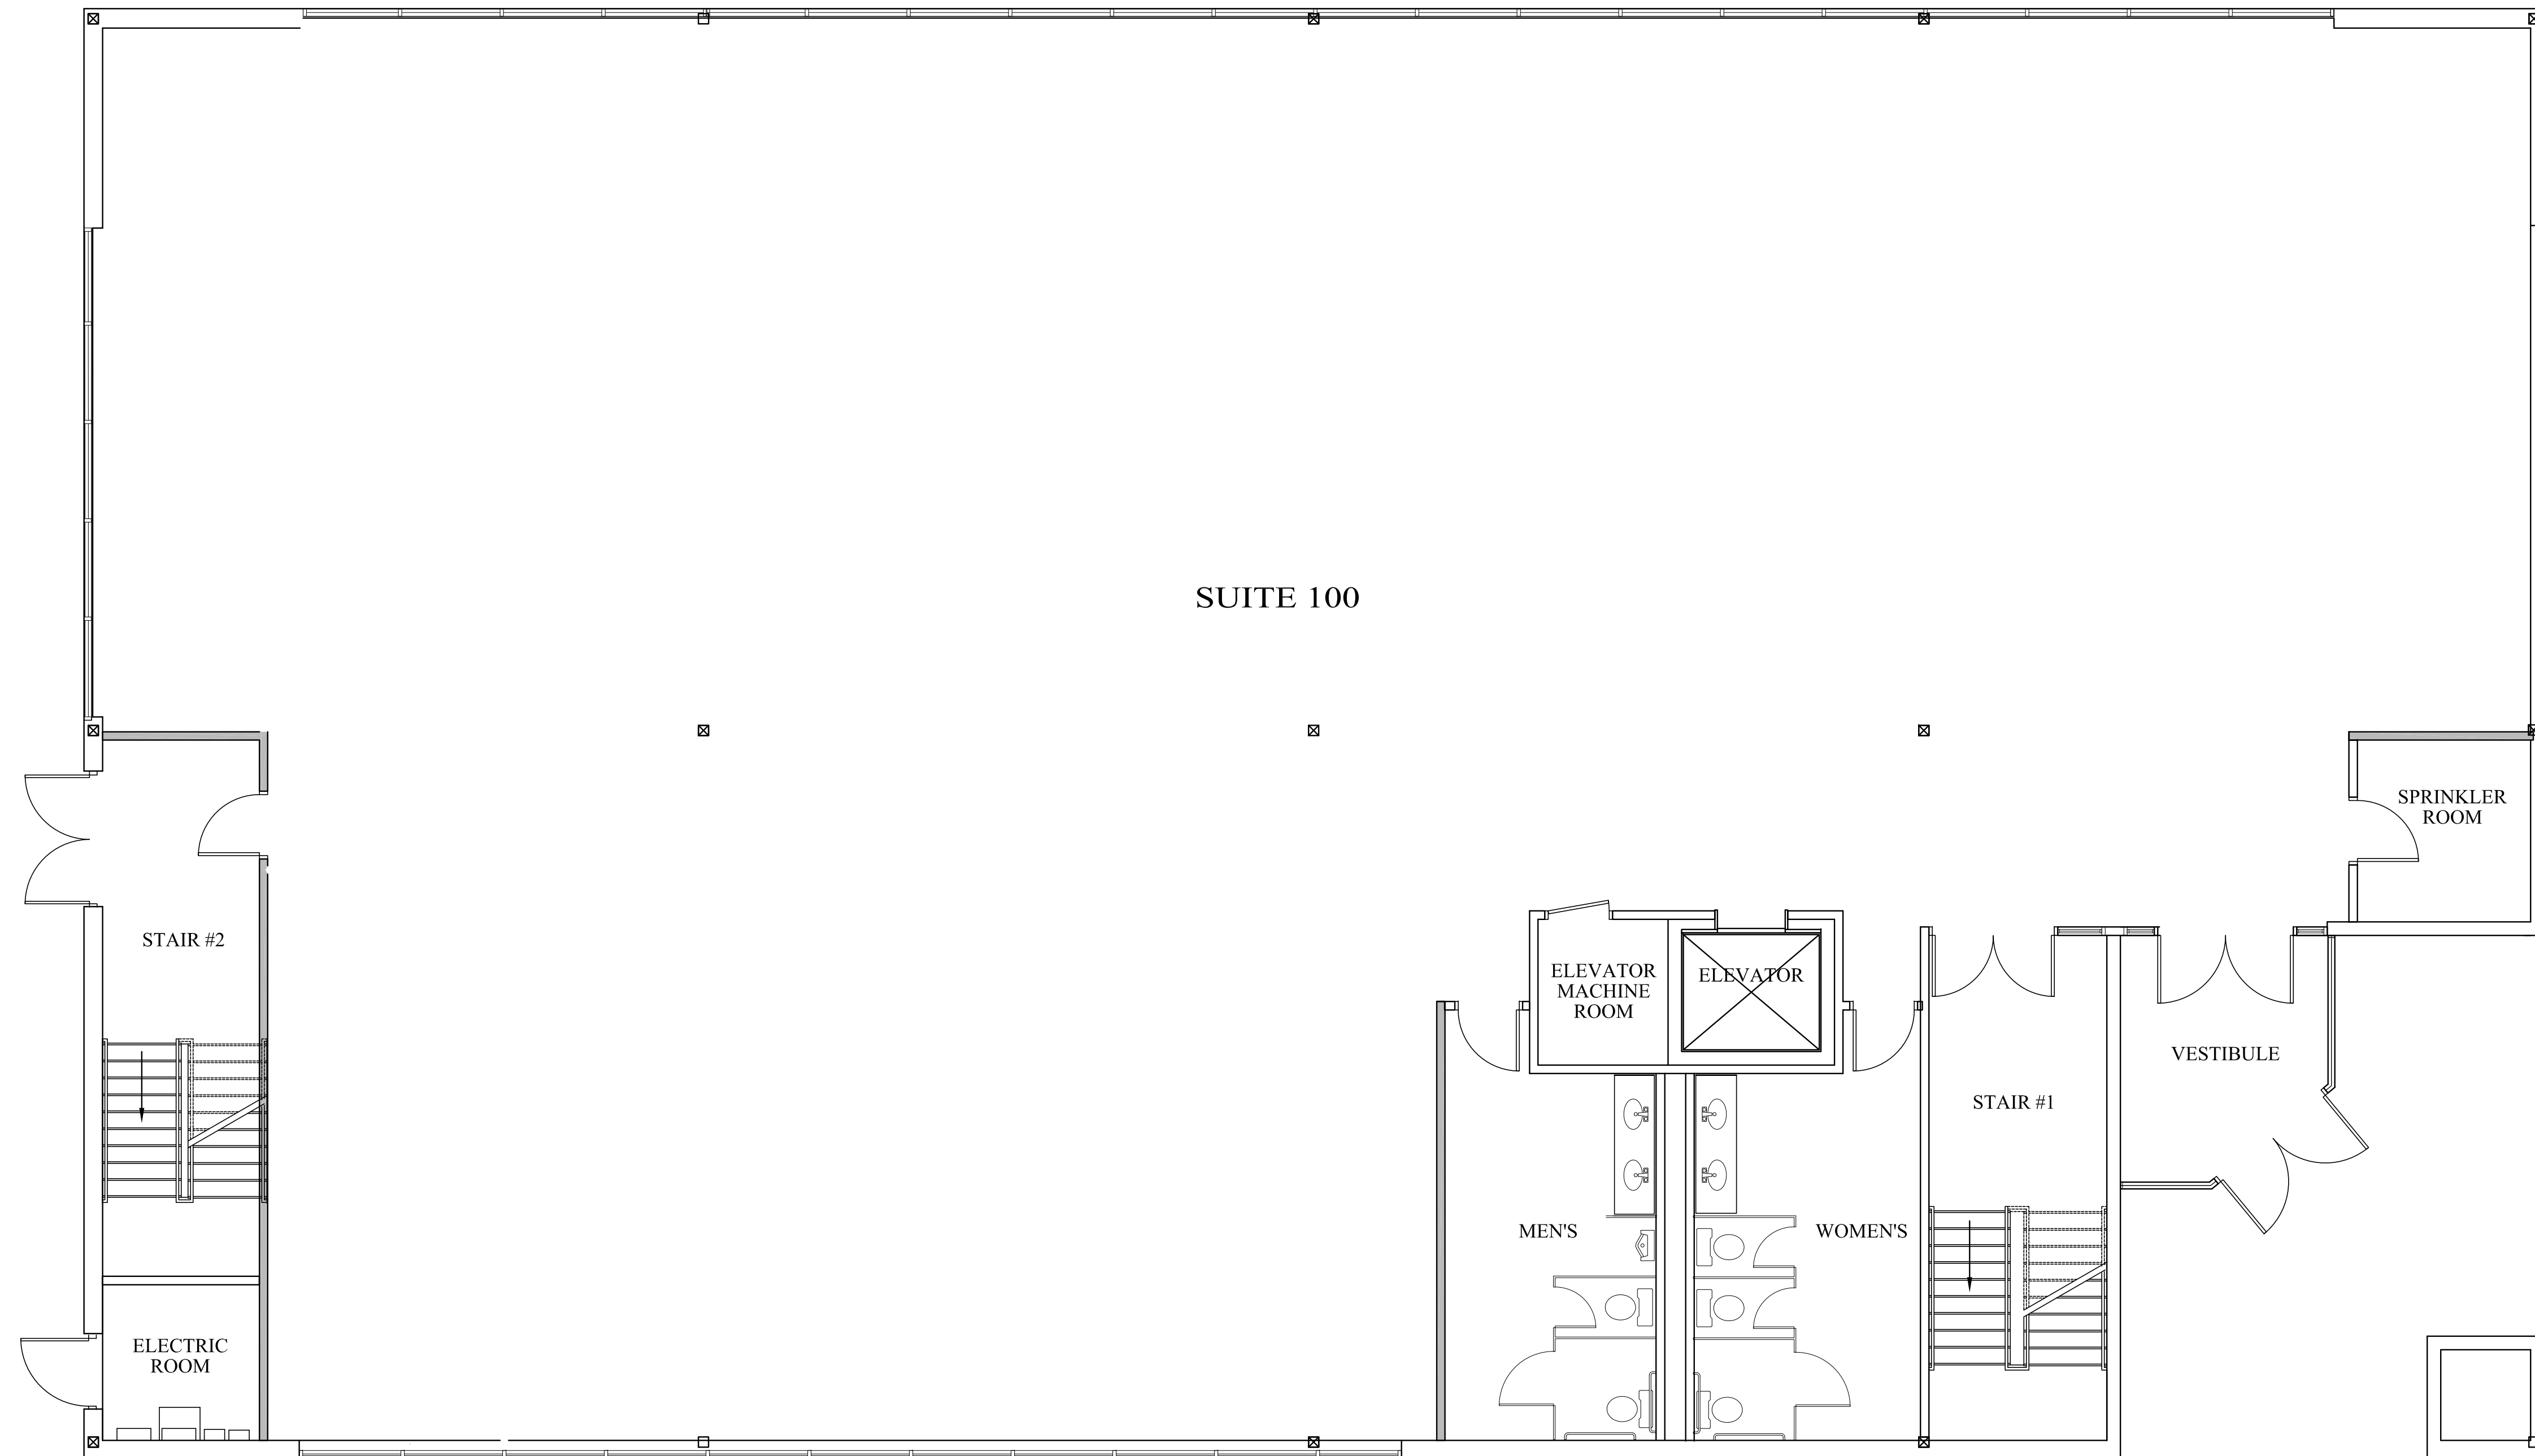 SUITE 100
SPRINKLER
ROOM
STAIR #2
ELEVATOR
MACHINE
ROOM
ELEVATOR
VESTIBULE
STAIR #1
MEN'S
WOMEN'S
ELECTRIC
ROOM